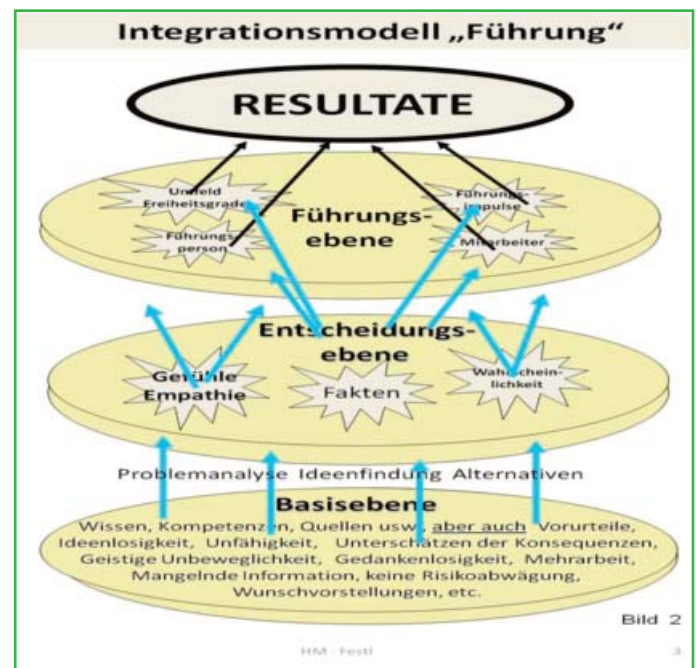 Integrationsmodell „Führung“
RESULTATE
Umfeld
Freiheitsgrade
Führungs-
impulse
Führungs-
ebene
Führungs-
person
Mitarbeiter
Entscheidungs-
ebene
Gefühle
Empathie
Fakten
Wahrschein-
lichkeit
Problemanalyse Ideenfindung Alternativen
Basisebene
Wissen, Kompetenzen, Quellen usw., aber auch Vorurteile,
Ideenlosigkeit, Unfähigkeit, Unterschätzen der Konsequenzen,
Geistige Unbeweglichkeit, Gedankenlosigkeit, Mehrarbeit,
Mangelnde Information, keine Risikoabwägung,
Wunschvorstellungen, etc.
Bild 2
HM - Festl
3